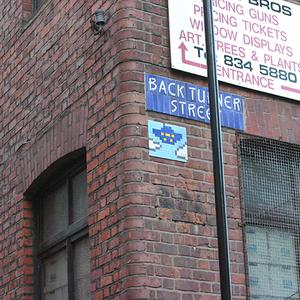 BROS
PRICING GUNS
PRICING TICKETS
WINDOW DISPLAYS
ART TREES & PLANTS
834 5880
ENTRANCE
BACK TURNER
STREET